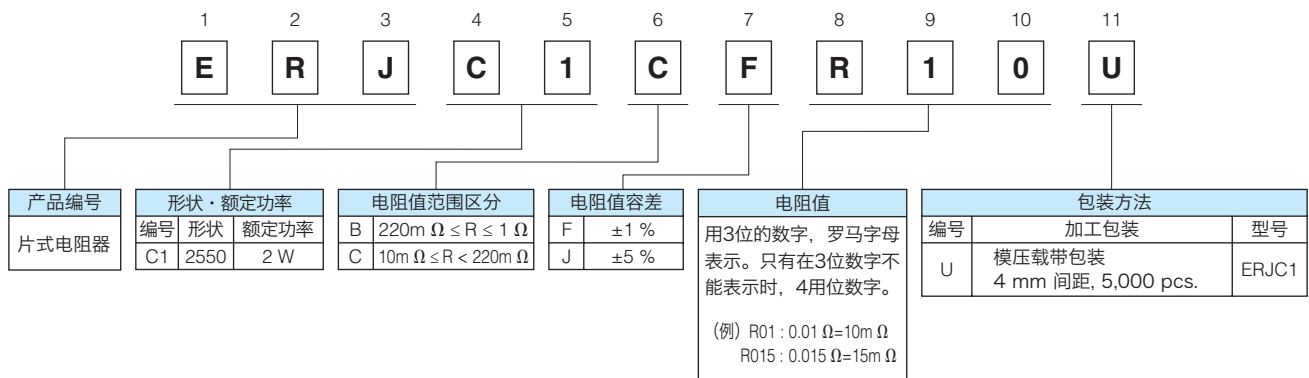 1 2 3 4 5 6 7 8 9 10 11
E R J C 1 C F R 1 0 U
产品编号
片式电阻器
形状・额定功率
编号 形状 额定功率
C1 2550 2 W
电阻值范围区分
B 220m Ω ≤ R ≤ 1 Ω
C 10m Ω ≤ R < 220m Ω
电阻值容差
F ±1 %
J ±5 %
电阻值
用3位的数字，罗马字母
表示。只有在3位数字不
能表示时，4用位数字。
(例) R01 : 0.01 Ω=10m Ω
R015 : 0.015 Ω=15m Ω
包装方法
编号 加工包装 型号
U 模压载带包装 ERJC1
4 mm 间距, 5,000 pcs.